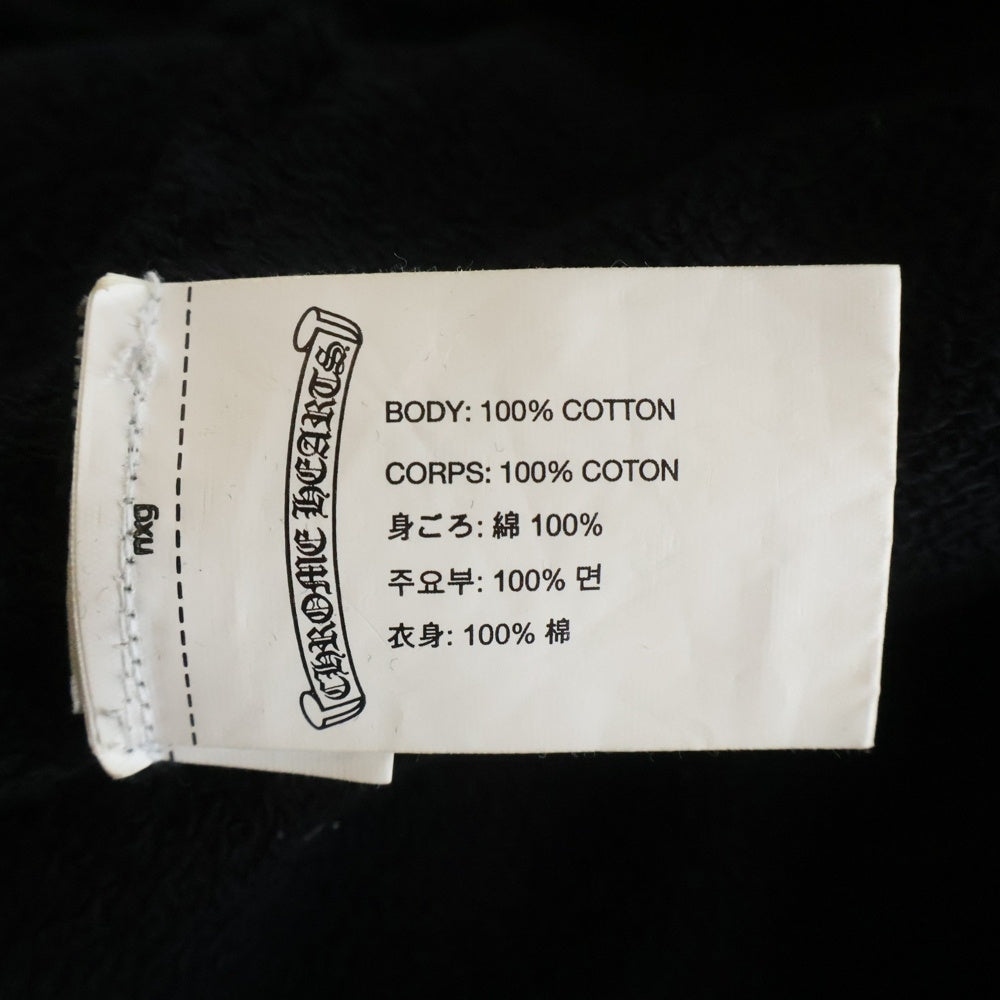 CHROME HEARTS
BODY: 100% COTTON
CORPS: 100% COTON
身ごろ: 綿 100%
주요부: 100% 면
衣身: 100% 棉
nxg